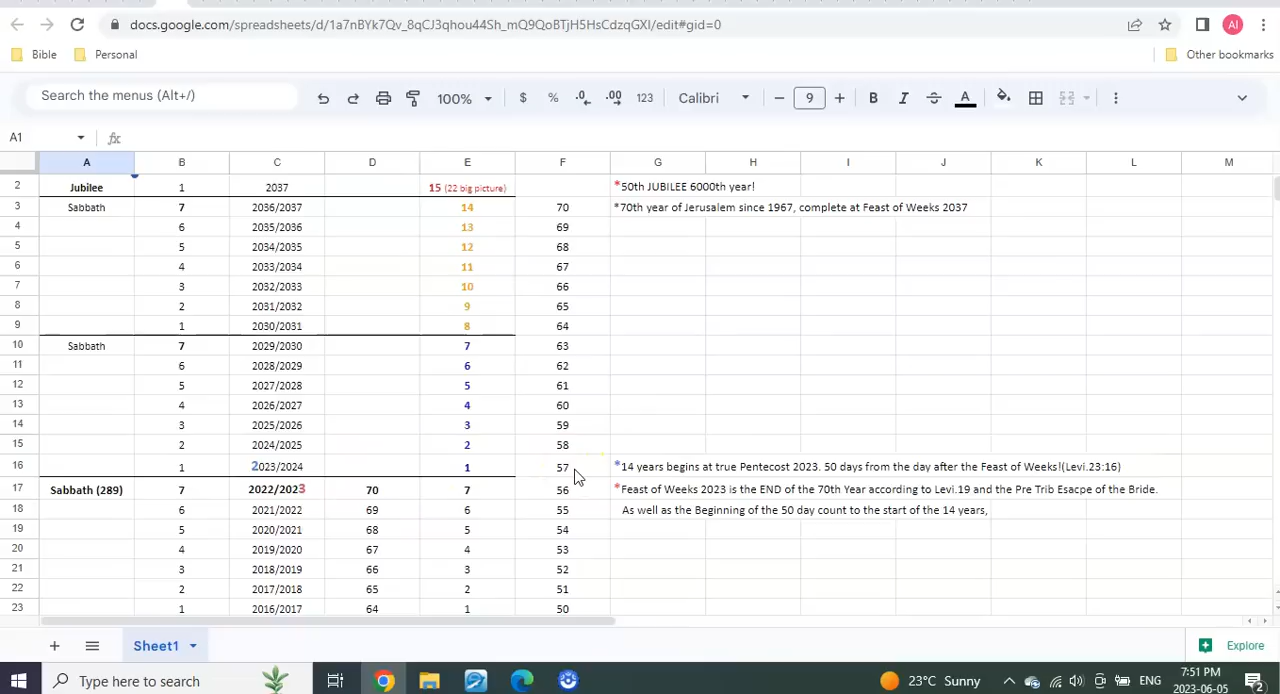 docs.google.com/spreadsheets/d/1a7nBYk7Qv_8qCJ3qhou44Sh_mQ9QoBTjH5HsCdzqGXI/edit#gid=0
AI
Bible Personal Other bookmarks
Search the menus (Alt+/) 100% $ % .0 .00 123 Calibri 9 B I A
A1 fx
A B C D E F G H I J K L M
2 Jubilee 1 2037 15 (22 big picture) *50th JUBILEE 6000th year!
3 Sabbath 7 2036/2037 14 70 *70th year of Jerusalem since 1967, complete at Feast of Weeks 2037
4 6 2035/2036 13 69
5 5 2034/2035 12 68
6 4 2033/2034 11 67
7 3 2032/2033 10 66
8 2 2031/2032 9 65
9 1 2030/2031 8 64
10 Sabbath 7 2029/2030 7 63
11 6 2028/2029 6 62
12 5 2027/2028 5 61
13 4 2026/2027 4 60
14 3 2025/2026 3 59
15 2 2024/2025 2 58
16 1 2023/2024 1 57 *14 years begins at true Pentecost 2023. 50 days from the day after the Feast of Weeks!(Levi.23:16)
17 Sabbath (289) 7 2022/2023 70 7 56 *Feast of Weeks 2023 is the END of the 70th Year according to Levi.19 and the Pre Trib Esacpe of the Bride.
18 6 2021/2022 69 6 55 As well as the Beginning of the 50 day count to the start of the 14 years,
19 5 2020/2021 68 5 54
20 4 2019/2020 67 4 53
21 3 2018/2019 66 3 52
22 2 2017/2018 65 2 51
23 1 2016/2017 64 1 50
Sheet1 Explore
Type here to search 23°C Sunny ENG 7:51 PM
2023-06-05 2